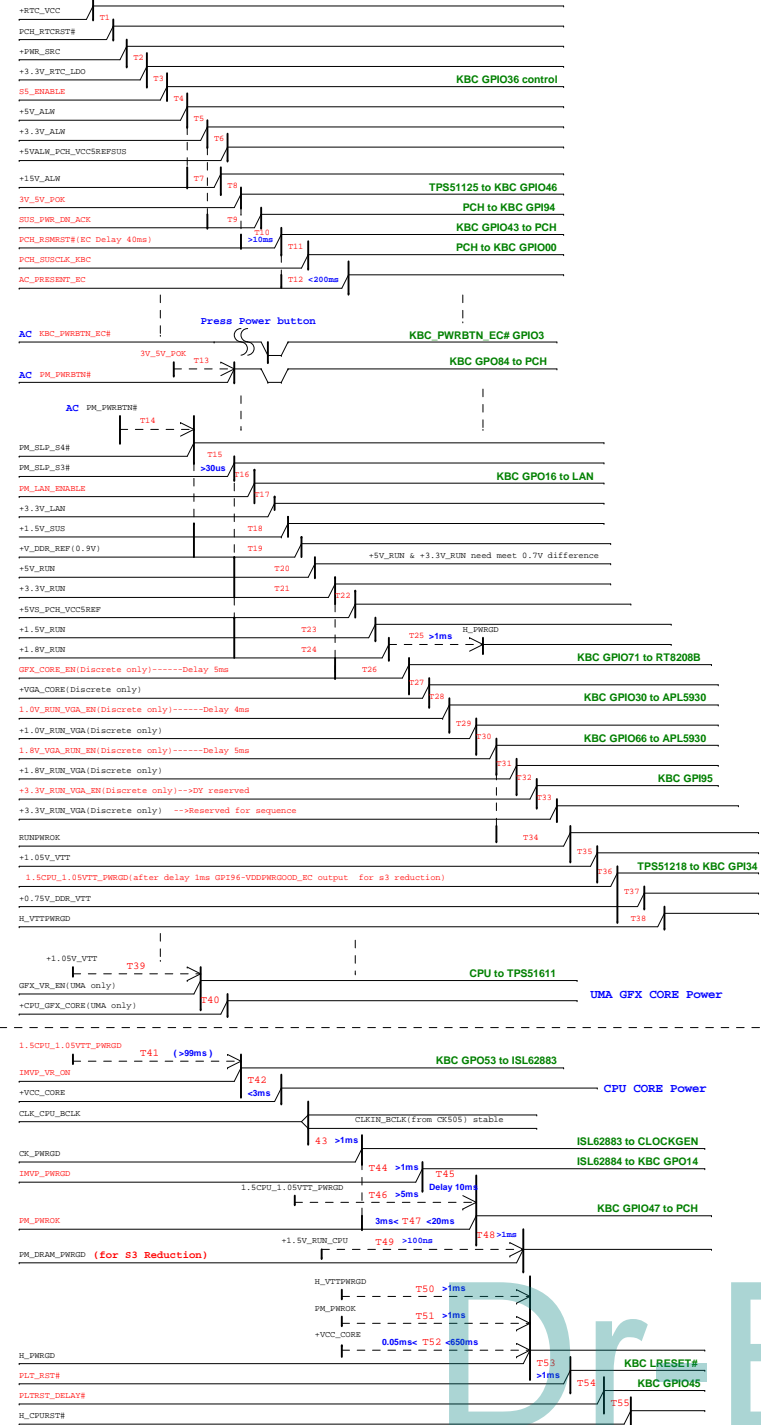 +RTC_VCC
T1
PCH_RTCRST#
+PWR_SRC
T2
+3.3V_RTC_LDO
T3
KBC GPIO36 control
S5_ENABLE
T4
+5V_ALW
T5
+3.3V_ALW
T6
+5VALW_PCH_VCC5REFSUS
+15V_ALW
T7
T8
TPS51125 to KBC GPIO46
3V_5V_POK
PCH to KBC GPI94
SUS_PWR_DN_ACK
T9
T10
KBC GPIO43 to PCH
PCH_RSMRST#(EC Delay 40ms)
>10ms
T11
PCH to KBC GPIO00
PCH_SUSCLK_KBC
AC_PRESENT_EC
T12 <200ms
Press Power button
AC KBC_PWRBTN_EC#
KBC_PWRBTN_EC# GPIO3
3V_5V_POK
T13
KBC GPO84 to PCH
AC PM_PWRBTN#
AC PM_PWRBTN#
T14
PM_SLP_S4#
T15
PM_SLP_S3#
>30us
T16
KBC GPO16 to LAN
PM_LAN_ENABLE
T17
+3.3V_LAN
+1.5V_SUS
T18
+V_DDR_REF(0.9V)
T19
+5V_RUN & +3.3V_RUN need meet 0.7V difference
+5V_RUN
T20
+3.3V_RUN
T21
T22
+5VS_PCH_VCC5REF
+1.5V_RUN
T23
T25 >1ms
H_PWRGD
+1.8V_RUN
T24
KBC GPIO71 to RT8208B
GFX_CORE_EN(Discrete only)------Delay 5ms
T26
T27
+VGA_CORE(Discrete only)
T28
KBC GPIO30 to APL5930
1.0V_RUN_VGA_EN(Discrete only)------Delay 4ms
T29
+1.0V_RUN_VGA(Discrete only)
T30
KBC GPIO66 to APL5930
1.8V_VGA_RUN_EN(Discrete only)------Delay 5ms
T31
+1.8V_RUN_VGA(Discrete only)
T32
KBC GPI95
+3.3V_RUN_VGA_EN(Discrete only)-->DY reserved
T33
+3.3V_RUN_VGA(Discrete only) -->Reserved for sequence
RUNPWROK
T34
+1.05V_VTT
T35
TPS51218 to KBC GPI34
1.5CPU_1.05VTT_PWRGD(after delay 1ms GPI96-VDDPWRGOOD_EC output for s3 reduction)
T36
+0.75V_DDR_VTT
T37
H_VTTPWRGD
T38
+1.05V_VTT
T39
CPU to TPS51611
GFX_VR_EN(UMA only)
UMA GFX CORE Power
+CPU_GFX_CORE(UMA only)
T40
1.5CPU_1.05VTT_PWRGD
T41 (>99ms)
KBC GPO53 to ISL62883
IMVP_VR_ON
T42
+VCC_CORE
<3ms
CPU CORE Power
CLK_CPU_BCLK
CLKIN_BCLK(from CK505) stable
43 >1ms
ISL62883 to CLOCKGEN
CK_PWRGD
T44 >1ms
ISL62884 to KBC GPO14
IMVP_PWRGD
T45
1.5CPU_1.05VTT_PWRGD
Delay 10ms
T46 >5ms
KBC GPIO47 to PCH
PM_PWROK
3ms< T47 <20ms
T48 >1ms
+1.5V_RUN_CPU
T49 >100ns
PM_DRAM_PWRGD (for S3 Reduction)
H_VTTPWRGD
T50 >1ms
PM_PWROK
T51 >1ms
+VCC_CORE
0.05ms< T52 <650ms
H_PWRGD
T53
KBC LRESET#
PLT_RST#
>1ms
T54
KBC GPIO45
PLTRST_DELAY#
T55
H_CPURST#
Dr-B